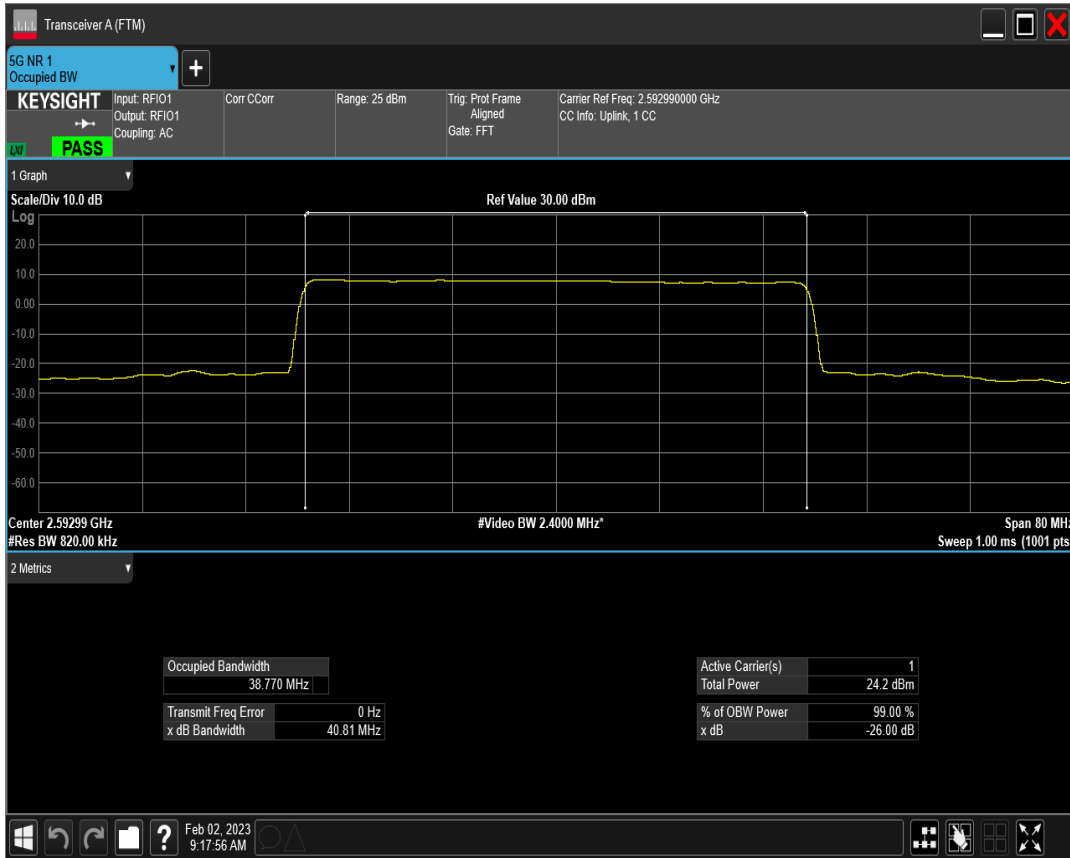 Transceiver A (FTM)
5G NR 1
Occupied BW
+
KEYSIGHT
Input: RFIO1
Output: RFIO1
Coupling: AC
LXI
PASS
Corr CCorr
Range: 25 dBm
Trig: Prot Frame
Aligned
Gate: FFT
Carrier Ref Freq: 2.592990000 GHz
CC Info: Uplink, 1 CC
1 Graph
Scale/Div 10.0 dB
Ref Value 30.00 dBm
Log
20.0
10.0
0.00
-10.0
-20.0
-30.0
-40.0
-50.0
-60.0
Center 2.59299 GHz
#Video BW 2.4000 MHz*
Span 80 MHz
#Res BW 820.00 kHz
Sweep 1.00 ms (1001 pts
2 Metrics
Occupied Bandwidth
38.770 MHz
Transmit Freq Error 0 Hz
x dB Bandwidth 40.81 MHz
Active Carrier(s) 1
Total Power 24.2 dBm
% of OBW Power 99.00 %
x dB -26.00 dB
?
Feb 02, 2023
9:17:56 AM